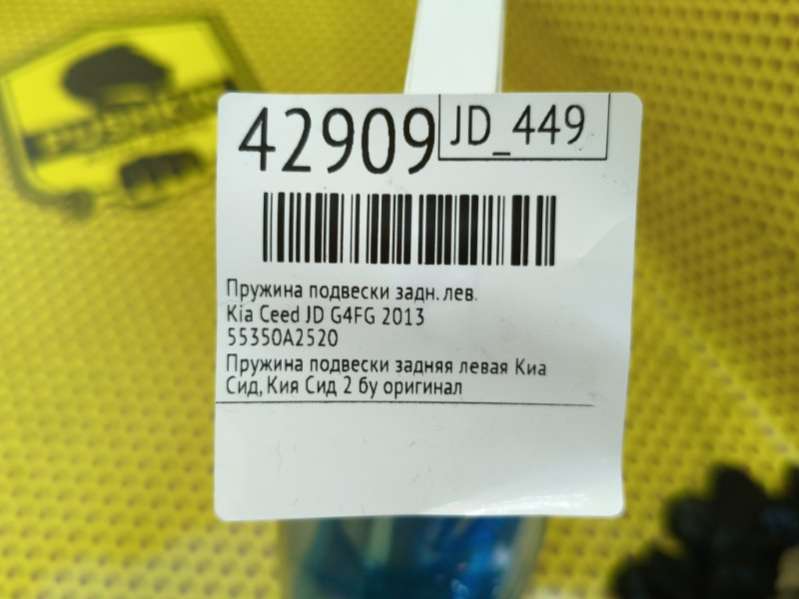 42909
JD_449
Пружина подвески задн. лев.
Kia Ceed JD G4FG 2013
55350A2520
Пружина подвески задняя левая Киа
Сид, Кия Сид 2 бу оригинал